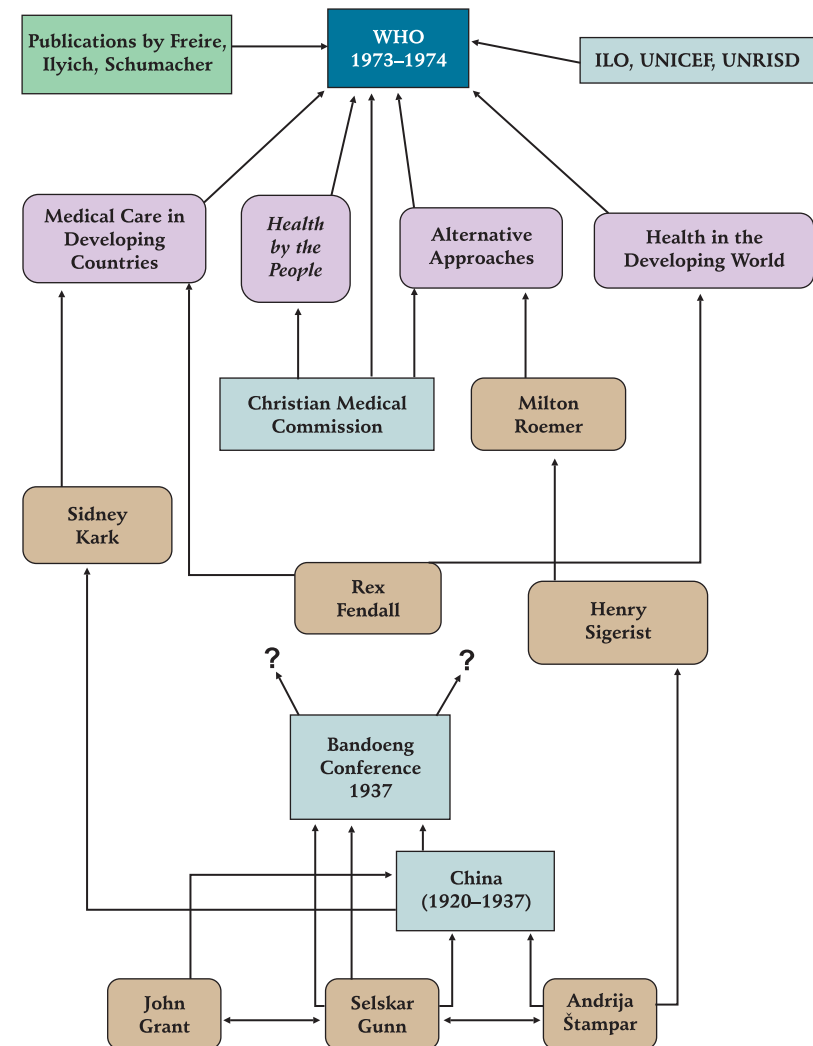 Publications by Freire,
Ilyich, Schumacher
WHO
1973–1974
ILO, UNICEF, UNRISD
Medical Care in
Developing
Countries
Health
by the
People
Alternative
Approaches
Health in the
Developing World
Christian Medical
Commission
Milton
Roemer
Sidney
Kark
Rex
Fendall
Henry
Sigerist
?
?
Bandoeng
Conference
1937
China
(1920–1937)
John
Grant
Selskar
Gunn
Andrija
Štampar